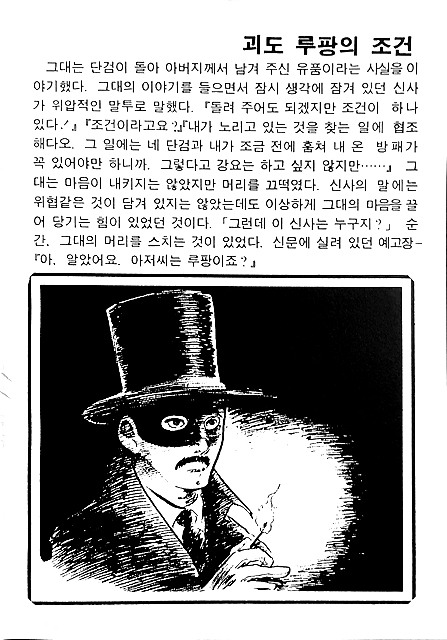 괴도 루팡의 조건
그대는 단검이 돌아 아버지께서 남겨 주신 유품이라는 사실을 이
야기했다. 그대의 이야기를 들으면서 잠시 생각에 잠겨 있던 신사
가 위압적인 말투로 말했다. 『돌려 주어도 되겠지만 조건이 하나
있다.』『조건이라고요?』『내가 노리고 있는 것을 찾는 일에 협조
해다오. 그 일에는 네 단검과 내가 조금 전에 훔쳐 내 온 방패가
꼭 있어야만 하니까. 그렇다고 강요는 하고 싶지 않지만……』 그
대는 마음이 내키지는 않았지만 머리를 끄떡였다. 신사의 말에는
위협같은 것이 담겨 있지는 않았는데도 이상하게 그대의 마음을 끌
어 당기는 힘이 있었던 것이다. 「그런데 이 신사는 누구지?」 순
간, 그대의 머리를 스치는 것이 있었다. 신문에 실려 있던 예고장—
『아, 알았어요. 아저씨는 루팡이죠?』